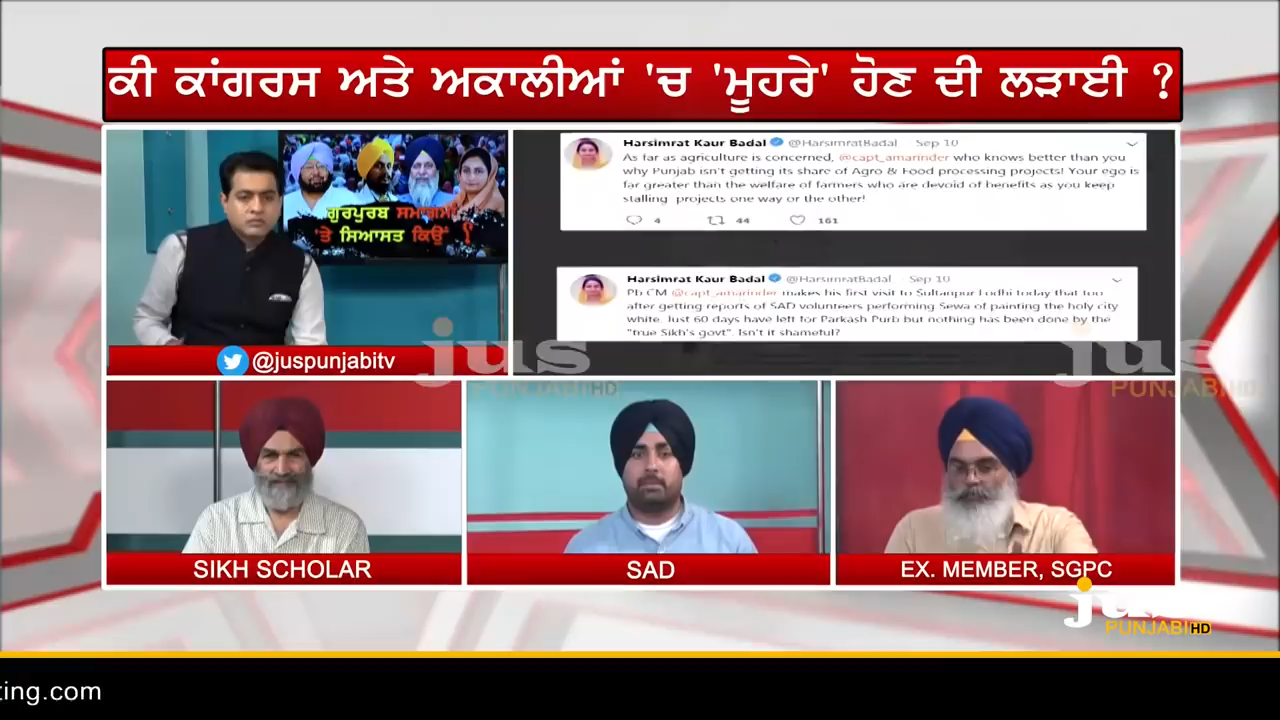 ਕੀ ਕਾਂਗਰਸ ਅਤੇ ਅਕਾਲੀਆਂ 'ਚ 'ਮੂਹਰੇ' ਹੋਣ ਦੀ ਲੜਾਈ ?
ਗੁਰਪੁਰਬ ਸਮਾਗਮਾਂ
'ਤੇ ਸਿਆਸਤ ਕਿਉਂ ?
@juspunjabitv
Harsimrat Kaur Badal @HarsimratBadal · Sep 10
As far as agriculture is concerned, @capt_amarinder who knows better than you
why Punjab isn't getting its share of Agro & Food processing projects! Your ego is
far greater than the welfare of farmers who are devoid of benefits as you keep
stalling projects one way or the other!
4 44 161
Harsimrat Kaur Badal @HarsimratBadal · Sep 10
Pb CM @capt_amarinder makes his first visit to Sultanpur Lodhi today that too
after getting reports of SAD volunteers performing Sewa of painting the holy city
white. Just 60 days have left for Parkash Purb but nothing has been done by the
"true Sikh's govt". Isn't it shameful?
jus
PUNJABI HD
jus
PUNJABI HD
SIKH SCHOLAR
SAD
EX. MEMBER, SGPC
jus
PUNJABI HD
ting.com